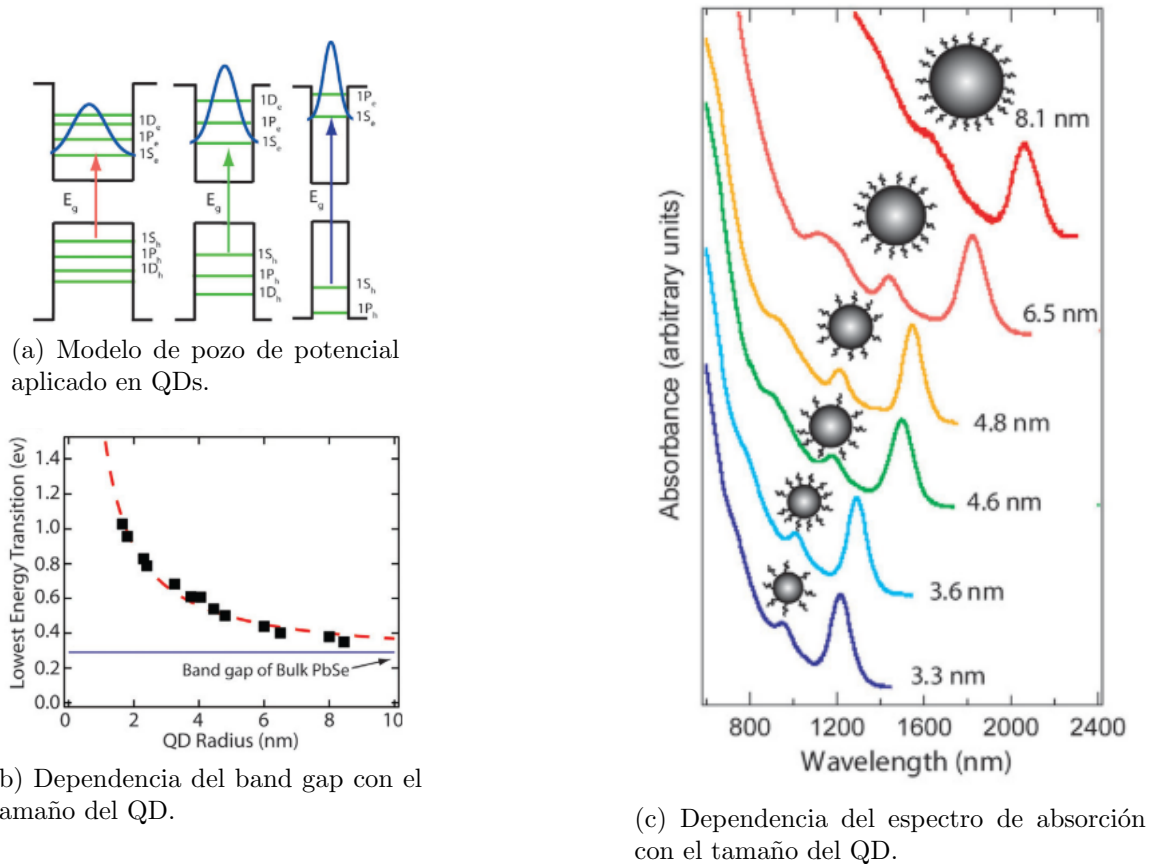 1D_e
1P_e
1S_e
E_g
1S_h
1P_h
1D_h
1D_e
1P_e
1S_e
E_g
1S_h
1P_h
1D_h
1P_e
1S_e
E_g
1S_h
1P_h
(a) Modelo de pozo de potencial
aplicado en QDs.
Lowest Energy Transition (ev)
1.4
1.2
1.0
0.8
0.6
0.4
0.2
0.0
Band gap of Bulk PbSe
0 2 4 6 8 10
QD Radius (nm)
b) Dependencia del band gap con el
amaño del QD.
Absorbance (arbitrary units)
8.1 nm
6.5 nm
4.8 nm
4.6 nm
3.6 nm
3.3 nm
800 1200 1600 2000 2400
Wavelength (nm)
(c) Dependencia del espectro de absorción
con el tamaño del QD.